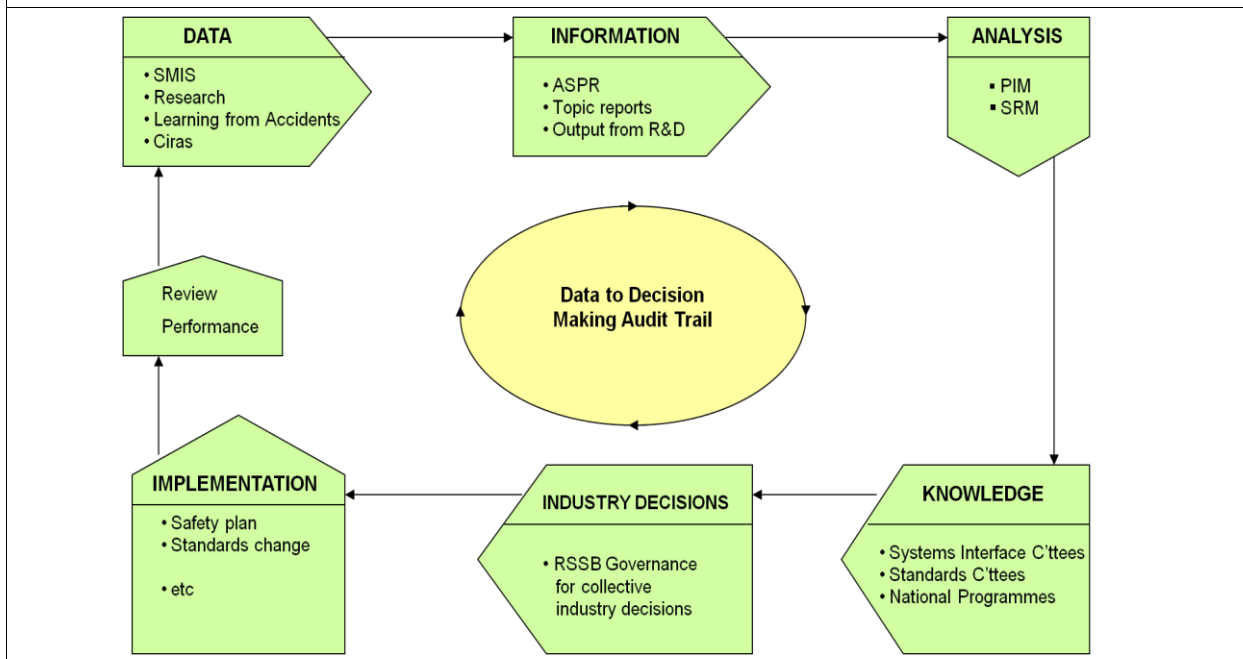 DATA
• SMIS
• Research
• Learning from Accidents
• Ciras
INFORMATION
• ASPR
• Topic reports
• Output from R&D
ANALYSIS
▪ PIM
▪ SRM
Data to Decision
Making Audit Trail
Review
Performance
IMPLEMENTATION
• Safety plan
• Standards change
• etc
INDUSTRY DECISIONS
• RSSB Governance
for collective
industry decisions
KNOWLEDGE
• Systems Interface C'ttees
• Standards C'ttees
• National Programmes